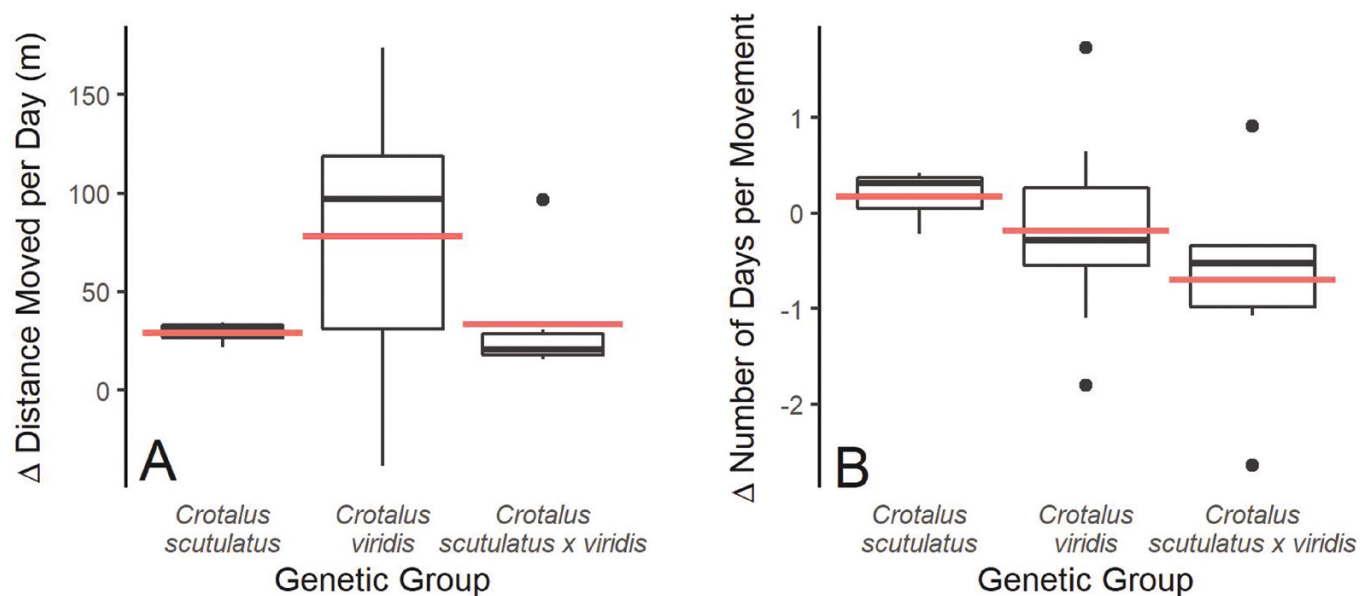 Δ Distance Moved per Day (m)
150
100
50
0
A
Crotalus
scutulatus
Crotalus
viridis
Crotalus
scutulatus x viridis
Genetic Group
Δ Number of Days per Movement
1
0
-1
-2
B
Crotalus
scutulatus
Crotalus
viridis
Crotalus
scutulatus x viridis
Genetic Group